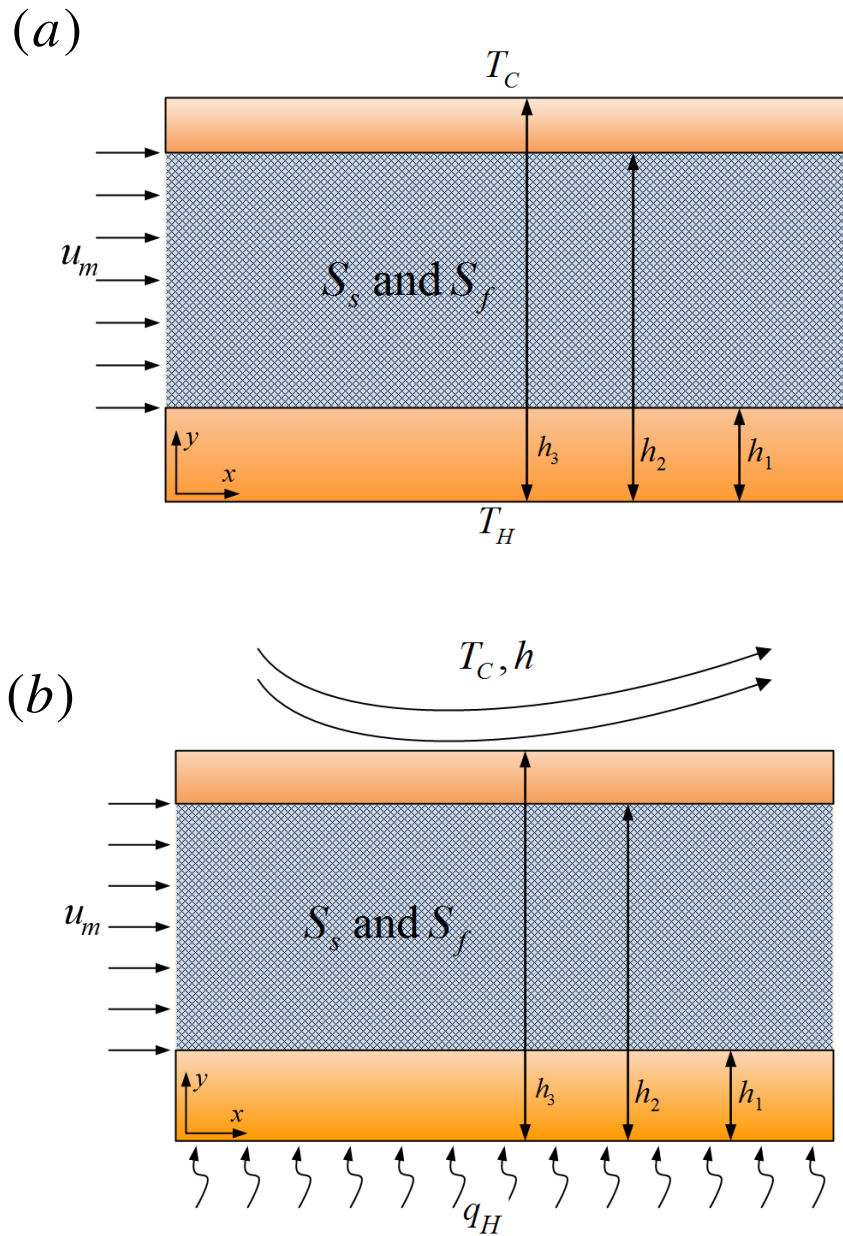 (a)
T_C
u_m
S_s and S_f
y
x
h_3
h_2
h_1
T_H
T_C, h
(b)
u_m
S_s and S_f
y
x
h_3
h_2
h_1
q_H